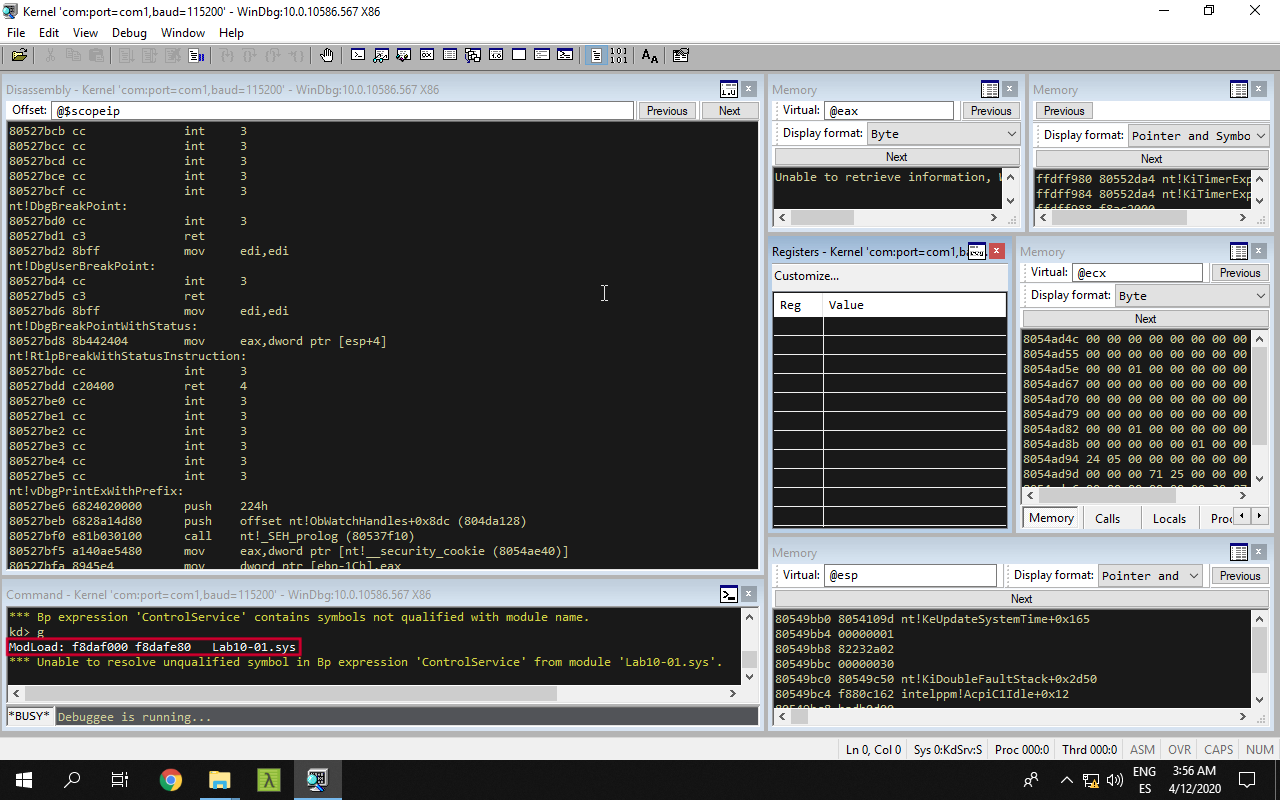 Kernel 'com:port=com1,baud=115200' - WinDbg:10.0.10586.567 X86
File Edit View Debug Window Help
Disassembly - Kernel 'com:port=com1,baud=115200' - WinDbg:10.0.10586.567 X86
Offset: @$scopeip Previous Next
80527bcb cc int 3
80527bcc cc int 3
80527bcd cc int 3
80527bce cc int 3
80527bcf cc int 3
nt!DbgBreakPoint:
80527bd0 cc int 3
80527bd1 c3 ret
80527bd2 8bff mov edi,edi
nt!DbgUserBreakPoint:
80527bd4 cc int 3
80527bd5 c3 ret
80527bd6 8bff mov edi,edi
nt!DbgBreakPointWithStatus:
80527bd8 8b442404 mov eax,dword ptr [esp+4]
nt!RtlpBreakWithStatusInstruction:
80527bdc cc int 3
80527bdd c20400 ret 4
80527be0 cc int 3
80527be1 cc int 3
80527be2 cc int 3
80527be3 cc int 3
80527be4 cc int 3
80527be5 cc int 3
nt!vDbgPrintExWithPrefix:
80527be6 6824020000 push 224h
80527beb 6828a14d80 push offset nt!ObWatchHandles+0x8dc (804da128)
80527bf0 e81b030100 call nt!_SEH_prolog (80537f10)
80527bf5 a140ae5480 mov eax,dword ptr [nt!__security_cookie (8054ae40)]
80527bfa 8945e4 mov dword ptr [ebp-1Ch],eax
Command - Kernel 'com:port=com1,baud=115200' - WinDbg:10.0.10586.567 X86
*** Bp expression 'ControlService' contains symbols not qualified with module name.
kd> g
ModLoad: f8daf000 f8dafe80 Lab10-01.sys
*** Unable to resolve unqualified symbol in Bp expression 'ControlService' from module 'Lab10-01.sys'.
*BUSY* Debuggee is running...
Memory
Virtual: @eax Previous
Display format: Byte
Next
Unable to retrieve information, W
Memory
Previous
Display format: Pointer and Symbo
Next
ffdff980 80552da4 nt!KiTimerExp
ffdff984 80552da4 nt!KiTimerExp
ffdff988 f8ac2000
Registers - Kernel 'com:port=com1,ba
Customize...
Reg Value
Memory
Virtual: @ecx Previous
Display format: Byte
Next
8054ad4c 00 00 00 00 00 00 00 00
8054ad55 00 00 00 00 00 00 00 00
8054ad5e 00 00 01 00 00 00 00 00
8054ad67 00 00 00 00 00 00 00 00
8054ad70 00 00 00 00 00 00 00 00
8054ad79 00 00 00 00 00 00 00 00
8054ad82 00 00 01 00 00 00 00 00
8054ad8b 00 00 00 00 00 01 00 00
8054ad94 24 05 00 00 00 00 00 00
8054ad9d 00 00 00 71 25 00 00 00
Memory Calls Locals Proc
Memory
Virtual: @esp Display format: Pointer and Previous
Next
80549bb0 8054109d nt!KeUpdateSystemTime+0x165
80549bb4 00000001
80549bb8 82232a02
80549bbc 00000030
80549bc0 80549c50 nt!KiDoubleFaultStack+0x2d50
80549bc4 f880c162 intelppm!AcpiC1Idle+0x12
Ln 0, Col 0 Sys 0:KdSrv:S Proc 000:0 Thrd 000:0 ASM OVR CAPS NUM
ENG
ES
3:56 AM
4/12/2020